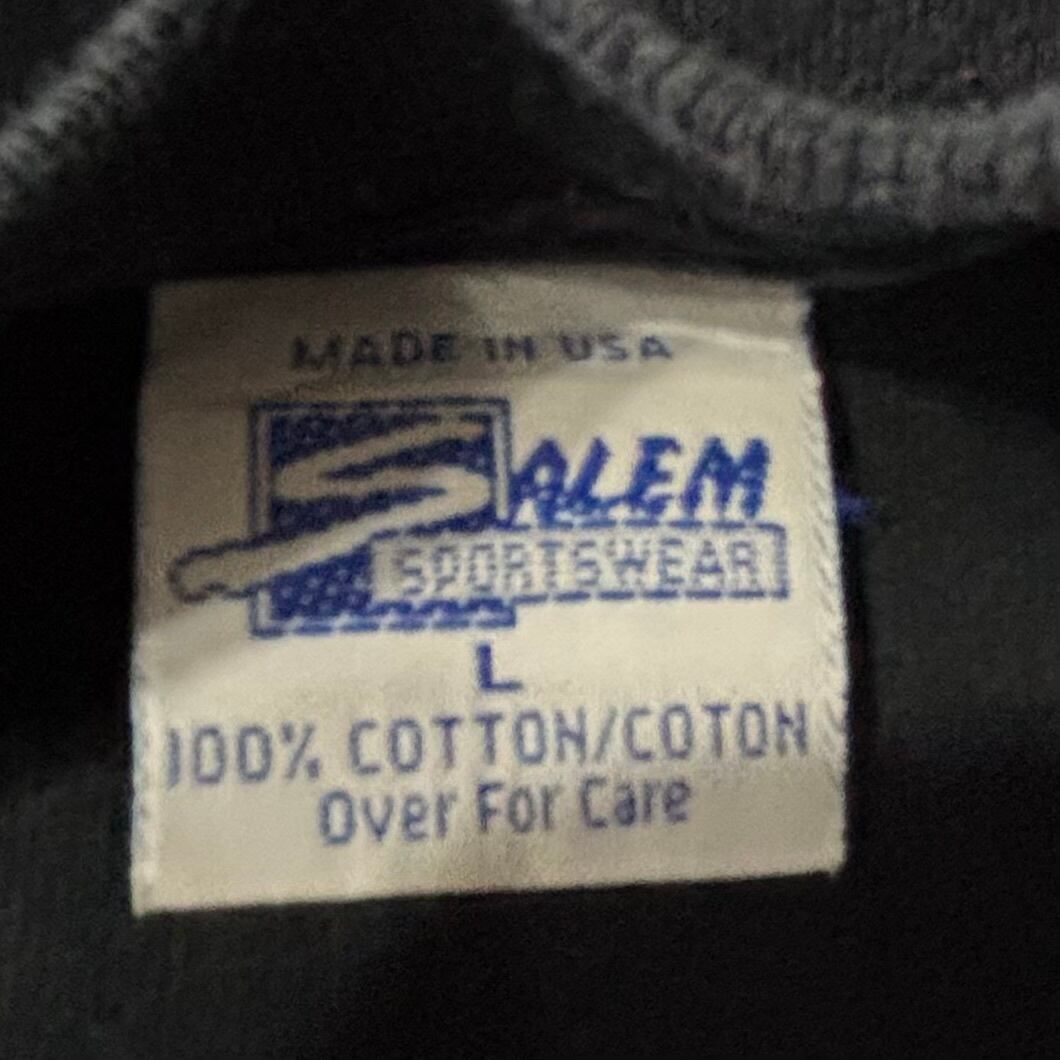 MADE IN USA
SALEM
SPORTSWEAR
L
100% COTTON/COTON
Over For Care